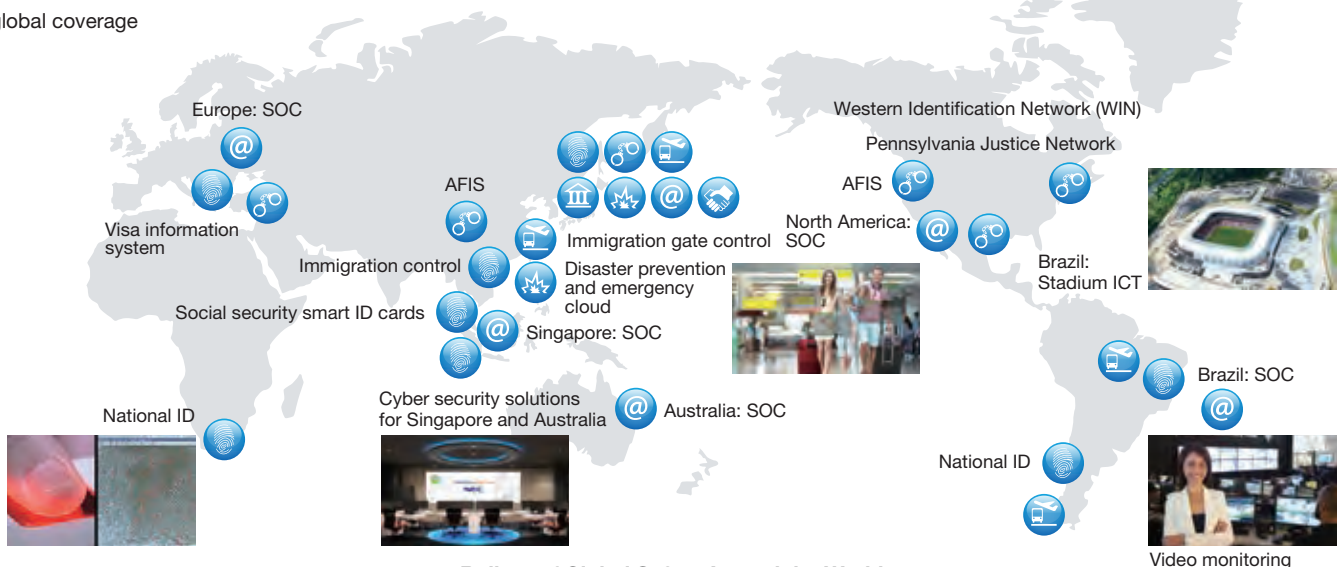 global coverage
Europe: SOC
Visa information
system
AFIS
Immigration control
Social security smart ID cards
Immigration gate control
Disaster prevention
and emergency
cloud
Singapore: SOC
Cyber security solutions
for Singapore and Australia
Australia: SOC
National ID
Western Identification Network (WIN)
Pennsylvania Justice Network
AFIS
North America:
SOC
Brazil:
Stadium ICT
Brazil: SOC
National ID
Video monitoring
NEC